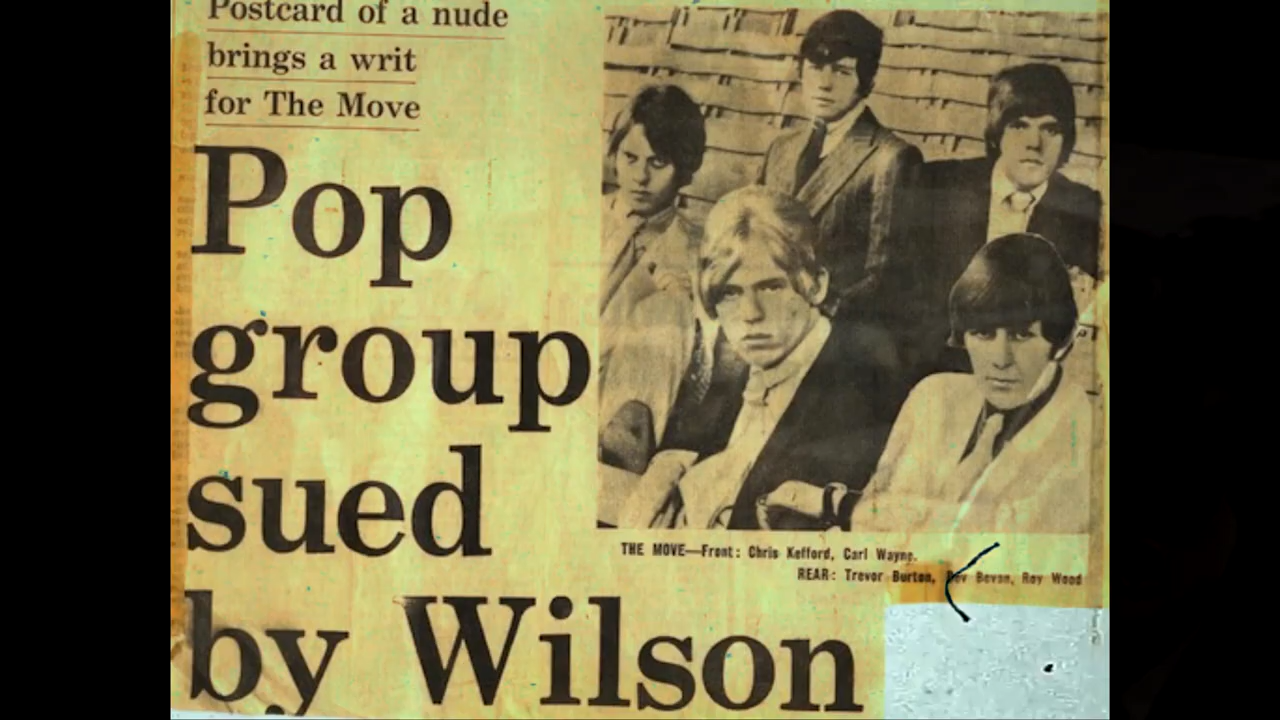 Postcard of a nude
brings a writ
for The Move
Pop
group
sued
by Wilson
THE MOVE—Front: Chris Kefford, Carl Wayne.
REAR: Trevor Burton, Bev Bevan, Roy Wood